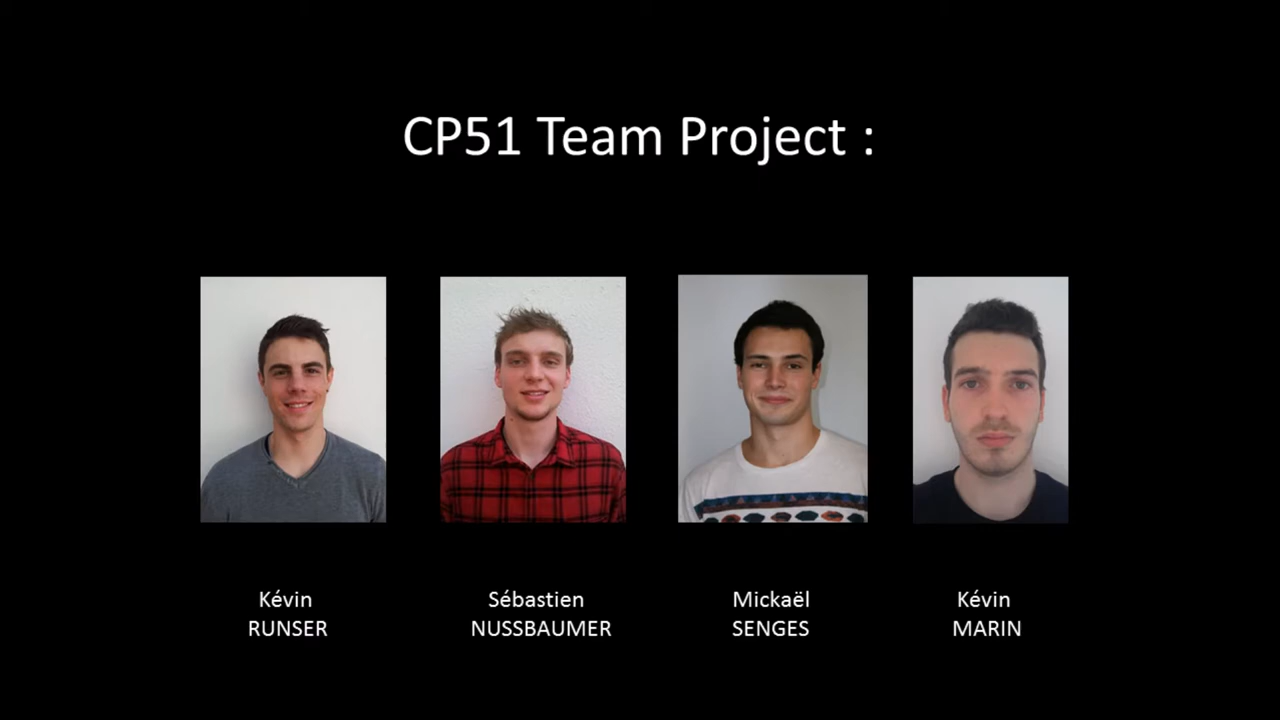 CP51 Team Project :
Kévin
RUNSER
Sébastien
NUSSBAUMER
Mickaël
SENGES
Kévin
MARIN